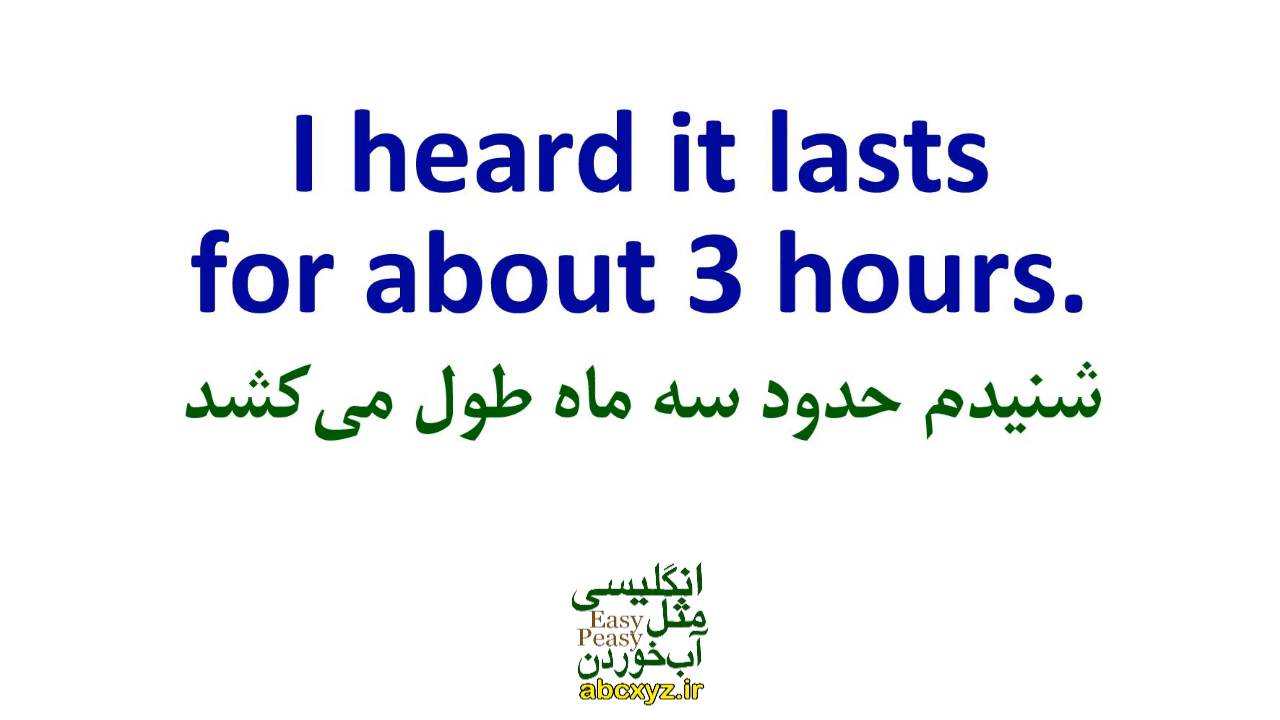 I heard it lasts
for about 3 hours.
شنیدم حدود سه ماه طول می‌کشد
انگلیسی
مثل
Easy
Peasy
آب‌خوردن
abcxyz.ir